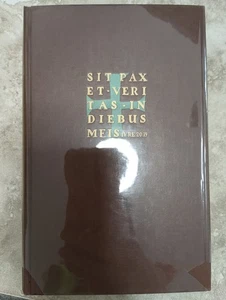 SIT PAX
ET·VERI
TAS·IN
DIEBUS
MEIS